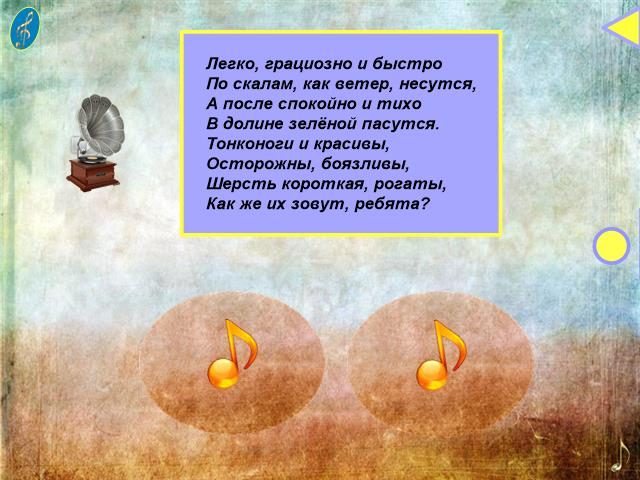 Легко, грациозно и быстро
По скалам, как ветер, несутся,
А после спокойно и тихо
В долине зелёной пасутся.
Тонконоги и красивы,
Осторожны, боязливы,
Шерсть короткая, рогаты,
Как же их зовут, ребята?